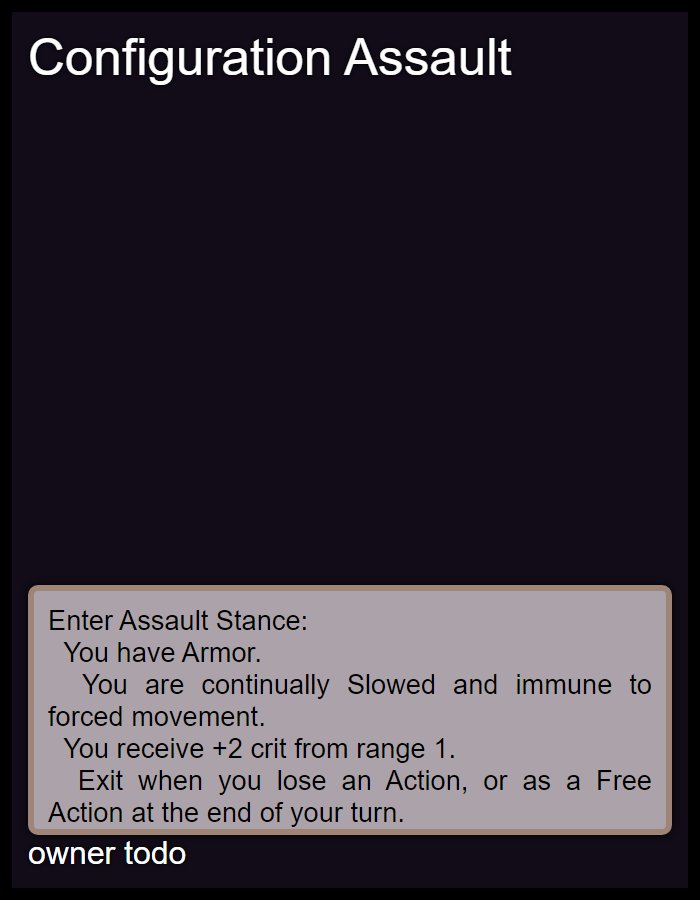 Configuration Assault
Enter Assault Stance:
You have Armor.
You are continually Slowed and immune to
forced movement.
You receive +2 crit from range 1.
Exit when you lose an Action, or as a Free
Action at the end of your turn.
owner todo